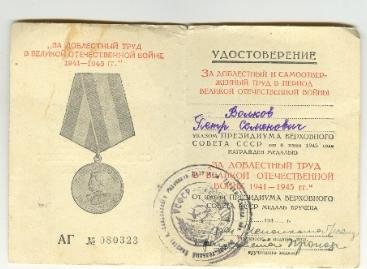 „ЗА ДОБЛЕСТНЫЙ ТРУД
В ВЕЛИКОЙ ОТЕЧЕСТВЕННОЙ ВОЙНЕ
1941—1945 ГГ.“
АГ № 080323
УДОСТОВЕРЕНИЕ
ЗА ДОБЛЕСТНЫЙ И САМООТВЕР-
ЖЕННЫЙ ТРУД В ПЕРИОД
ВЕЛИКОЙ ОТЕЧЕСТВЕННОЙ ВОЙНЫ
Волков
Петр Семенович
УКАЗОМ ПРЕЗИДИУМА ВЕРХОВНОГО
СОВЕТА СССР от 6 июня 1945 года
НАГРАЖДЕН МЕДАЛЬЮ
„ЗА ДОБЛЕСТНЫЙ ТРУД
В ВЕЛИКОЙ ОТЕЧЕСТВЕННОЙ
ВОЙНЕ 1941—1945 ГГ.“
ОТ ИМЕНИ ПРЕЗИДИУМА ВЕРХОВНОГО
СОВЕТА СССР МЕДАЛЬ ВРУЧЕНА